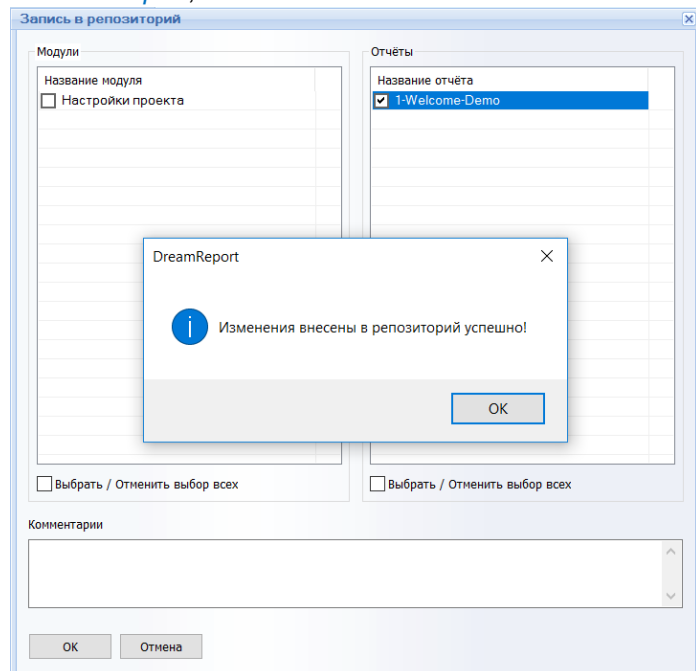 Запись в репозиторий
Модули
Отчёты
Название модуля
Название отчёта
Настройки проекта
1-Welcome-Demo
DreamReport
Изменения внесены в репозиторий успешно!
OK
Выбрать / Отменить выбор всех
Выбрать / Отменить выбор всех
Комментарии
ОК
Отмена